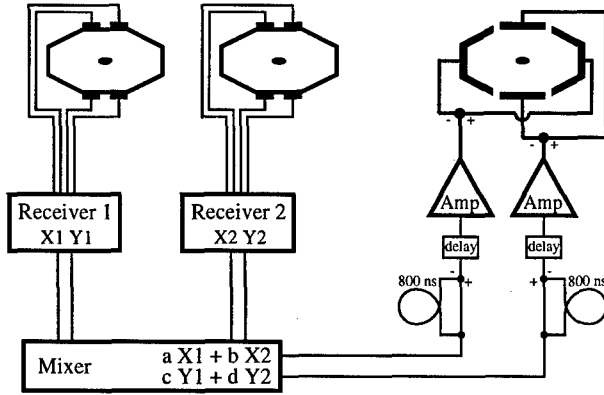 - +
- +
Receiver 1
X1 Y1
Receiver 2
X2 Y2
Amp
Amp
delay
delay
800 ns
- +
+ -
800 ns
Mixer
a X1 + b X2
c Y1 + d Y2